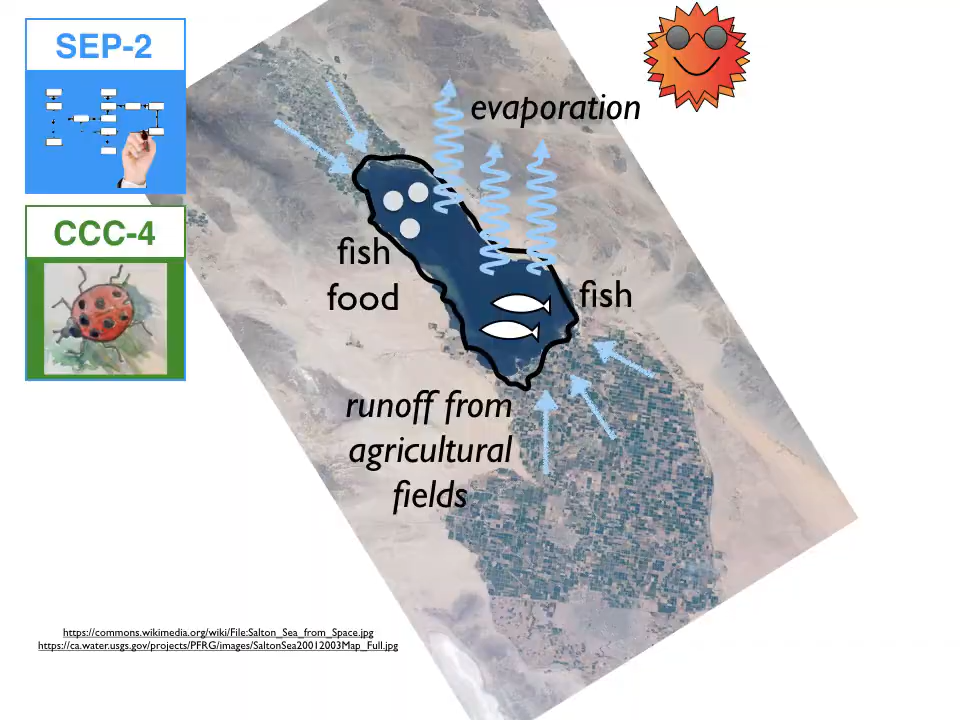 SEP-2
CCC-4
evaporation
fish
food
fish
runoff from
agricultural
fields
https://commons.wikimedia.org/wiki/File:Salton_Sea_from_Space.jpg
https://ca.water.usgs.gov/projects/PFRG/images/SaltonSea20012003Map_Full.jpg